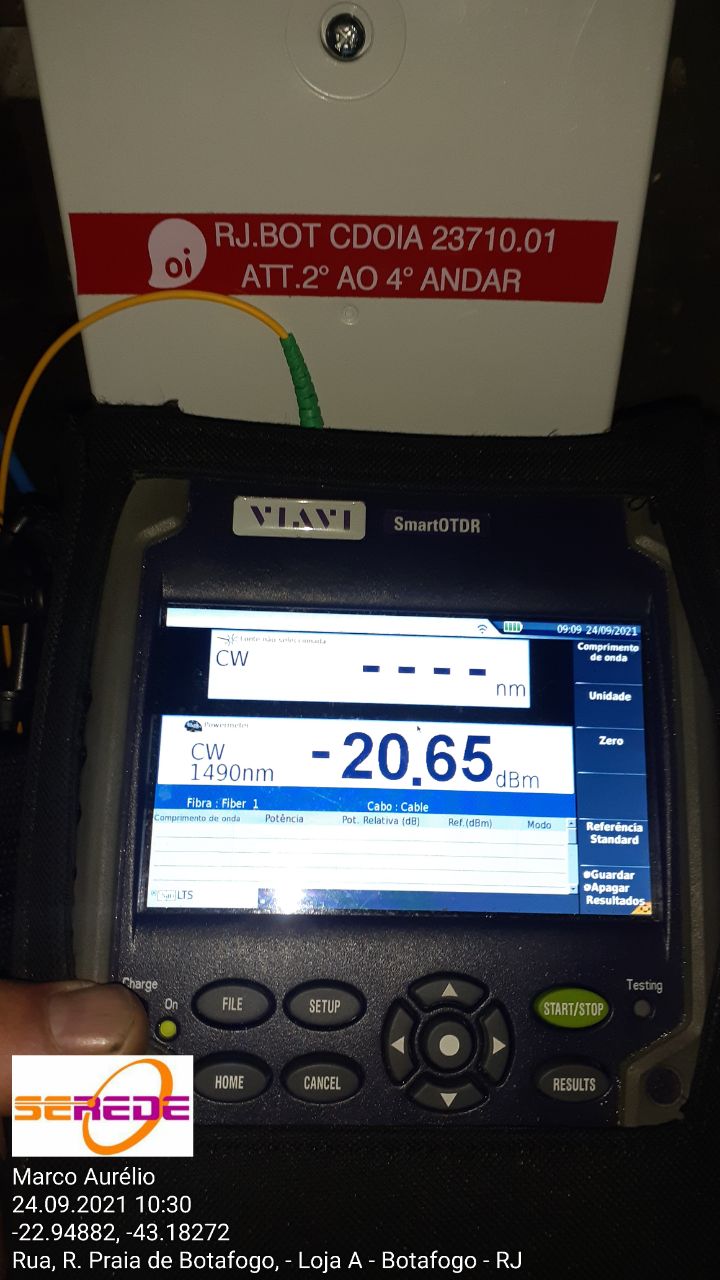 oi
RJ.BOT CDOIA 23710.01
ATT.2° AO 4° ANDAR
VIAVI
SmartOTDR
09:09 24/09/2021
Fonte não seleccionada
CW
- - - -
nm
Comprimento
de onda
Unidade
Zero
Powermeter
CW
1490nm
-20.65
dBm
Fibra : Fiber 1
Cabo : Cable
Comprimento de onda
Potência
Pot. Relativa (dB)
Ref.(dBm)
Modo
Referência
Standard
Guardar
Apagar
Resultados
LTS
Charge
On
Testing
FILE
SETUP
START/STOP
HOME
CANCEL
RESULTS
SEREDE
Marco Aurélio
24.09.2021 10:30
-22.94882, -43.18272
Rua, R. Praia de Botafogo, - Loja A - Botafogo - RJ